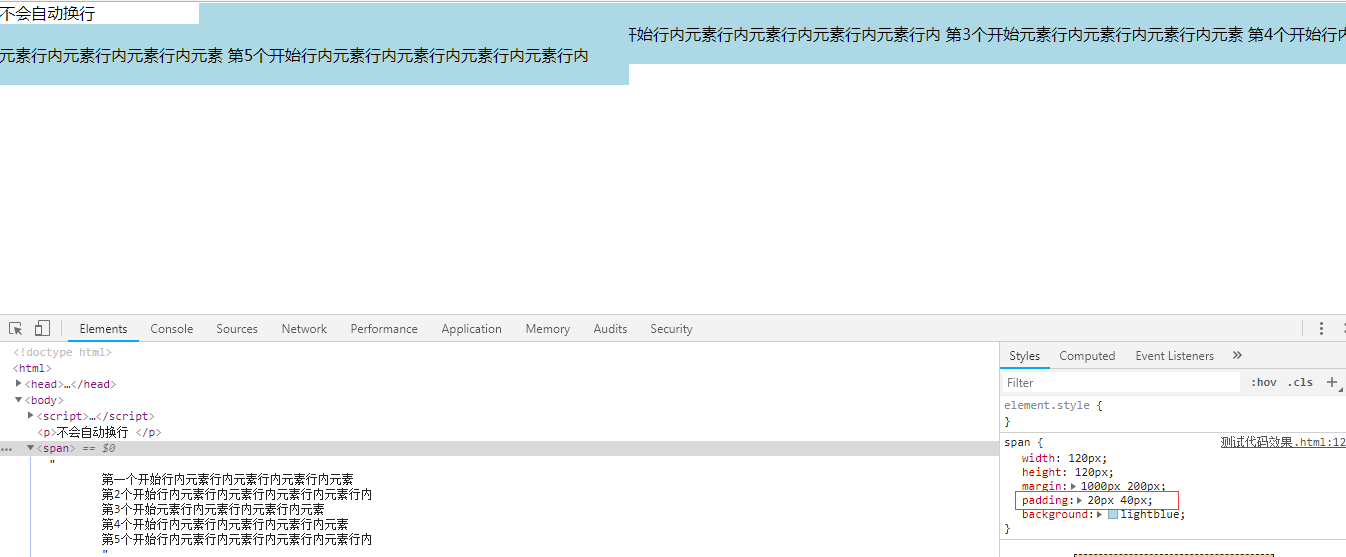 不会自动换行
开始行内元素行内元素行内元素行内元素行内 第3个开始元素行内元素行内元素行内元素 第4个开始行内
元素行内元素行内元素行内元素 第5个开始行内元素行内元素行内元素行内元素行内
Elements Console Sources Network Performance Application Memory Audits Security
<!doctype html>
<html>
<head>…</head>
<body>
<script>…</script>
<p>不会自动换行 </p>
… <span> == $0
"
第一个开始行内元素行内元素行内元素行内元素
第2个开始行内元素行内元素行内元素行内元素行内
第3个开始元素行内元素行内元素行内元素
第4个开始行内元素行内元素行内元素行内元素
第5个开始行内元素行内元素行内元素行内元素行内
"
Styles Computed Event Listeners »
Filter :hov .cls +
element.style {
}
span { 测试代码效果.html:12
width: 120px;
height: 120px;
margin: 1000px 200px;
padding: 20px 40px;
background: lightblue;
}